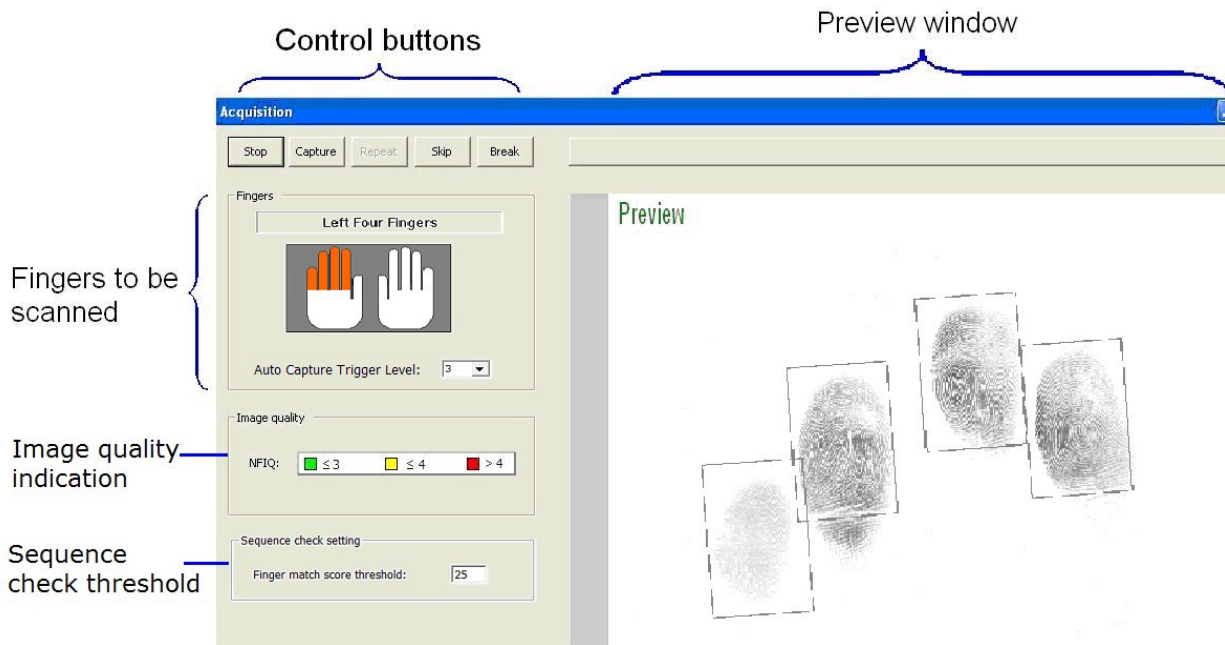 Control buttons
Preview window
Acquisition
Stop
Capture
Repeat
Skip
Break
Fingers
Left Four Fingers
Preview
Fingers to be
scanned
Auto Capture Trigger Level: 3
Image quality
Image quality
indication
NFIQ: ≤ 3 ≤ 4 > 4
Sequence check setting
Sequence
check threshold
Finger match score threshold: 25